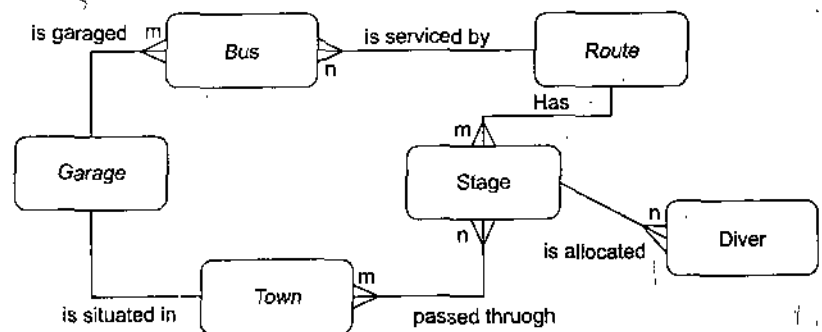 is garaged
m
Bus
n
is serviced by
Route
Has
m
Garage
Stage
n
n
Diver
is allocated
m
Town
is situated in
passed thruogh